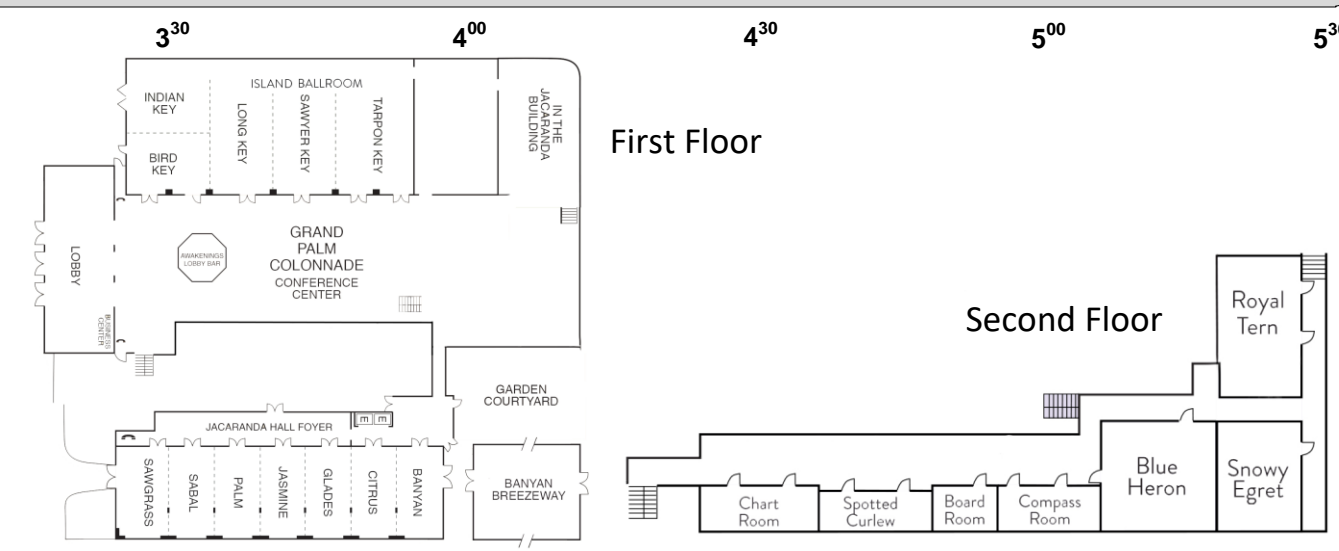 3³⁰ 4⁰⁰ 4³⁰ 5⁰⁰
ISLAND BALLROOM
INDIAN
KEY
BIRD
KEY
LONG KEY
SAWYER KEY
TARPON KEY
IN THE
JACARANDA
BUILDING
First Floor
LOBBY
AWAKENINGS
LOBBY BAR
GRAND
PALM
COLONNADE
CONFERENCE
CENTER
BUSINESS
CENTER
GARDEN
COURTYARD
JACARANDA HALL FOYER
E E
SAWGRASS
SABAL
PALM
JASMINE
GLADES
CITRUS
BANYAN
BANYAN
BREEZEWAY
Second Floor
Royal
Tern
Chart
Room
Spotted
Curlew
Board
Room
Compass
Room
Blue
Heron
Snowy
Egret